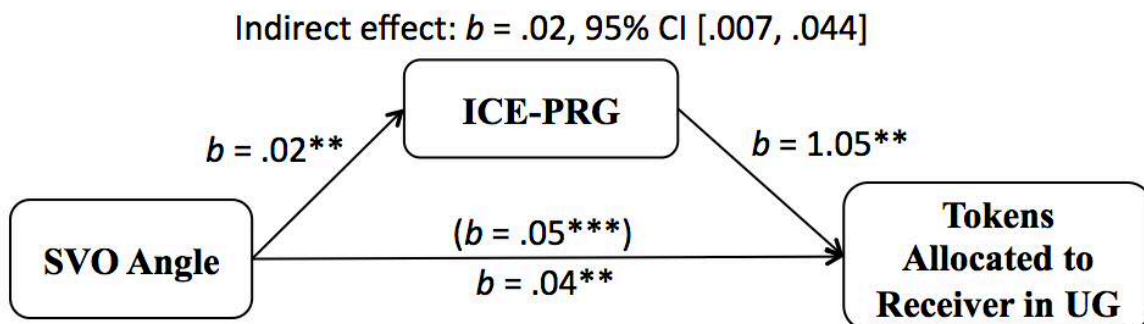 Indirect effect: b = .02, 95% CI [.007, .044]
ICE-PRG
b = .02**
b = 1.05**
SVO Angle
(b = .05***)
b = .04**
Tokens
Allocated to
Receiver in UG